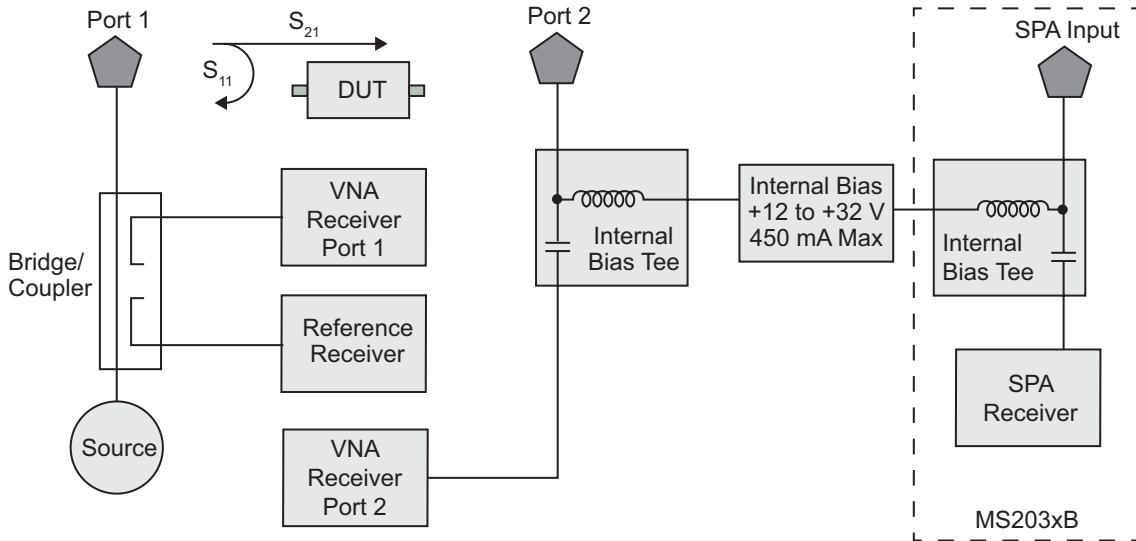 Port 1
S21
S11
DUT
Port 2
SPA Input
VNA
Receiver
Port 1
Bridge/
Coupler
Reference
Receiver
Source
VNA
Receiver
Port 2
Internal
Bias Tee
Internal Bias
+12 to +32 V
450 mA Max
Internal
Bias Tee
SPA
Receiver
MS203xB